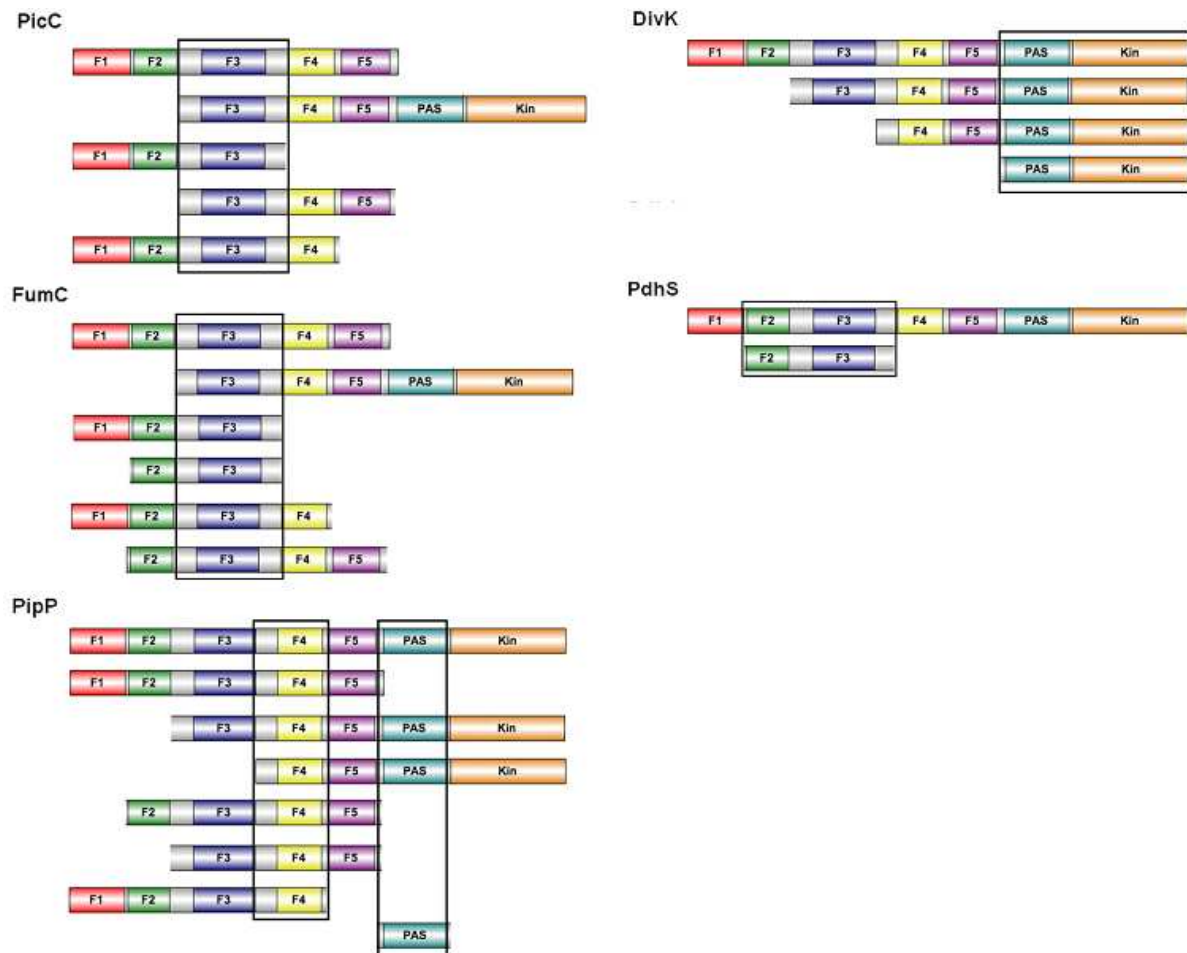 PicC
F1 F2 F3 F4 F5
F3 F4 F5 PAS Kin
F1 F2 F3
F3 F4 F5
F1 F2 F3 F4
FumC
F1 F2 F3 F4 F5
F3 F4 F5 PAS Kin
F1 F2 F3
F2 F3
F1 F2 F3 F4
F2 F3 F4 F5
PipP
F1 F2 F3 F4 F5 PAS Kin
F1 F2 F3 F4 F5
F3 F4 F5 PAS Kin
F4 F5 PAS Kin
F2 F3 F4 F5
F3 F4 F5
F1 F2 F3 F4
PAS
DivK
F1 F2 F3 F4 F5 PAS Kin
F3 F4 F5 PAS Kin
F4 F5 PAS Kin
PAS Kin
PdhS
F1 F2 F3 F4 F5 PAS Kin
F2 F3